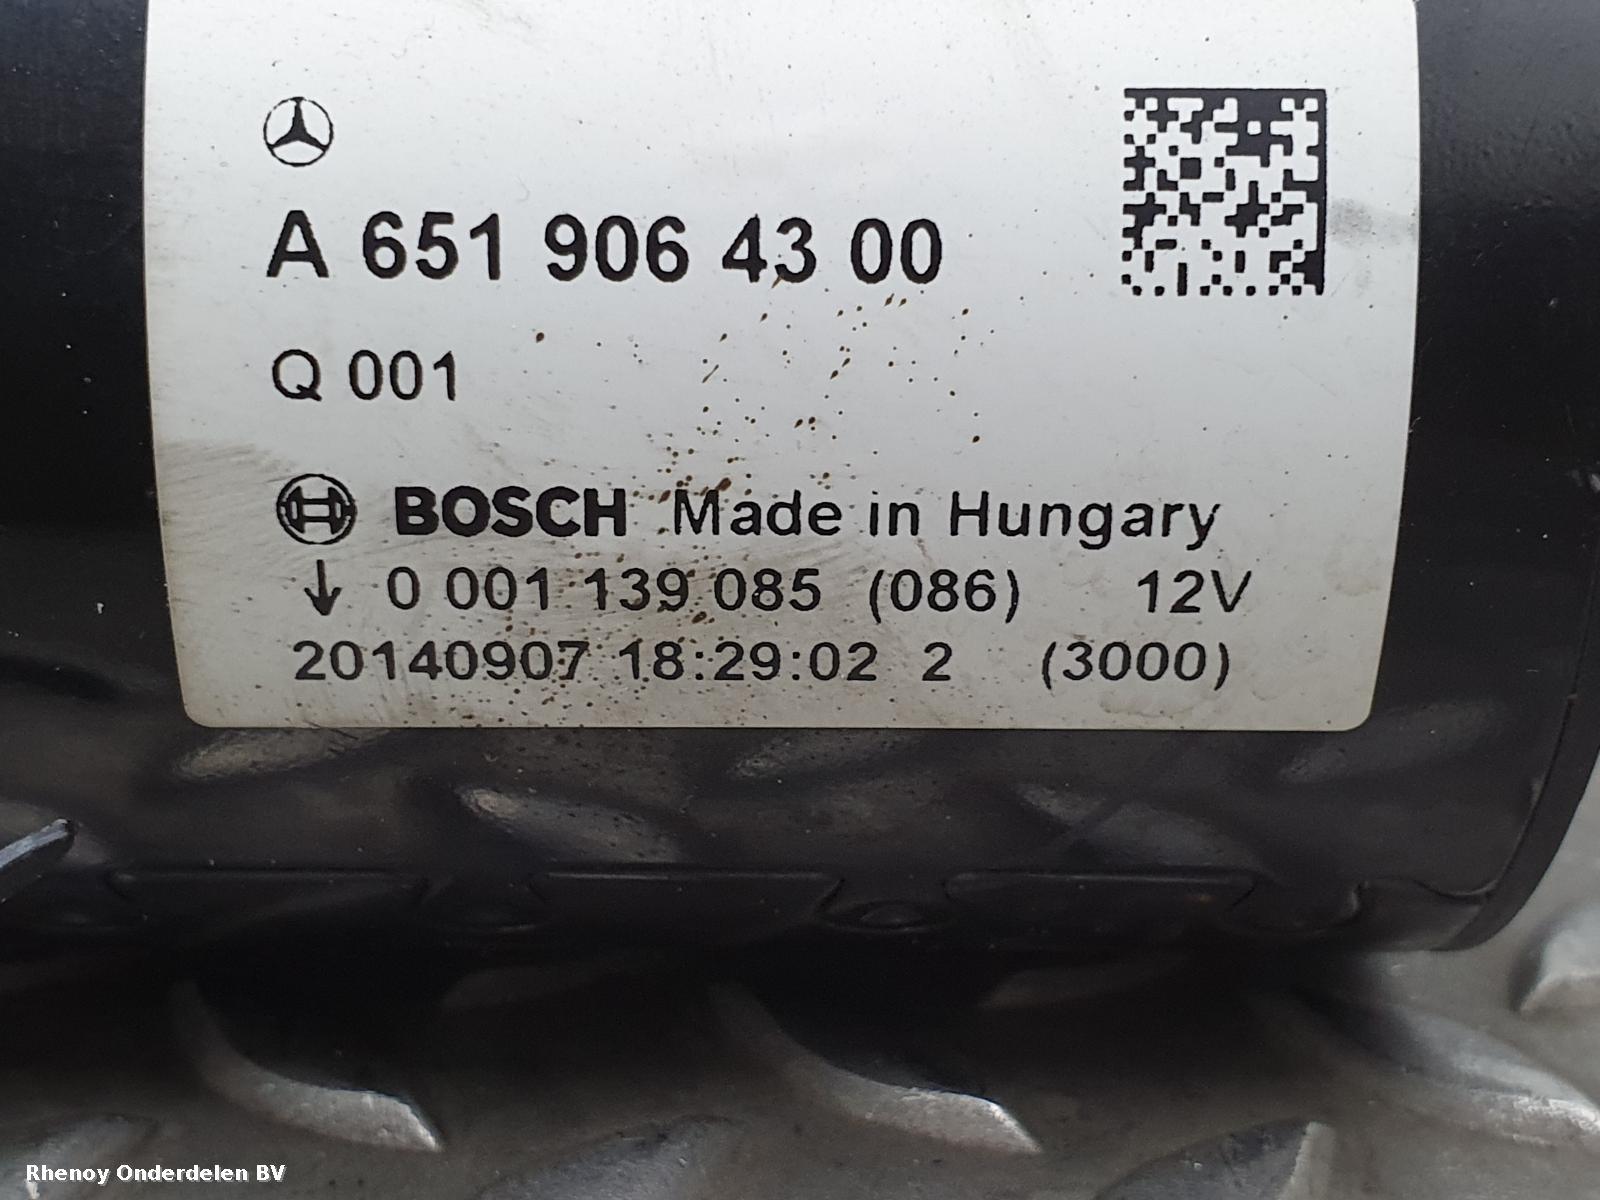 A 651 906 43 00
Q 001
BOSCH Made in Hungary
↓ 0 001 139 085 (086) 12V
20140907 18:29:02 2 (3000)
Rhenoy Onderdelen BV